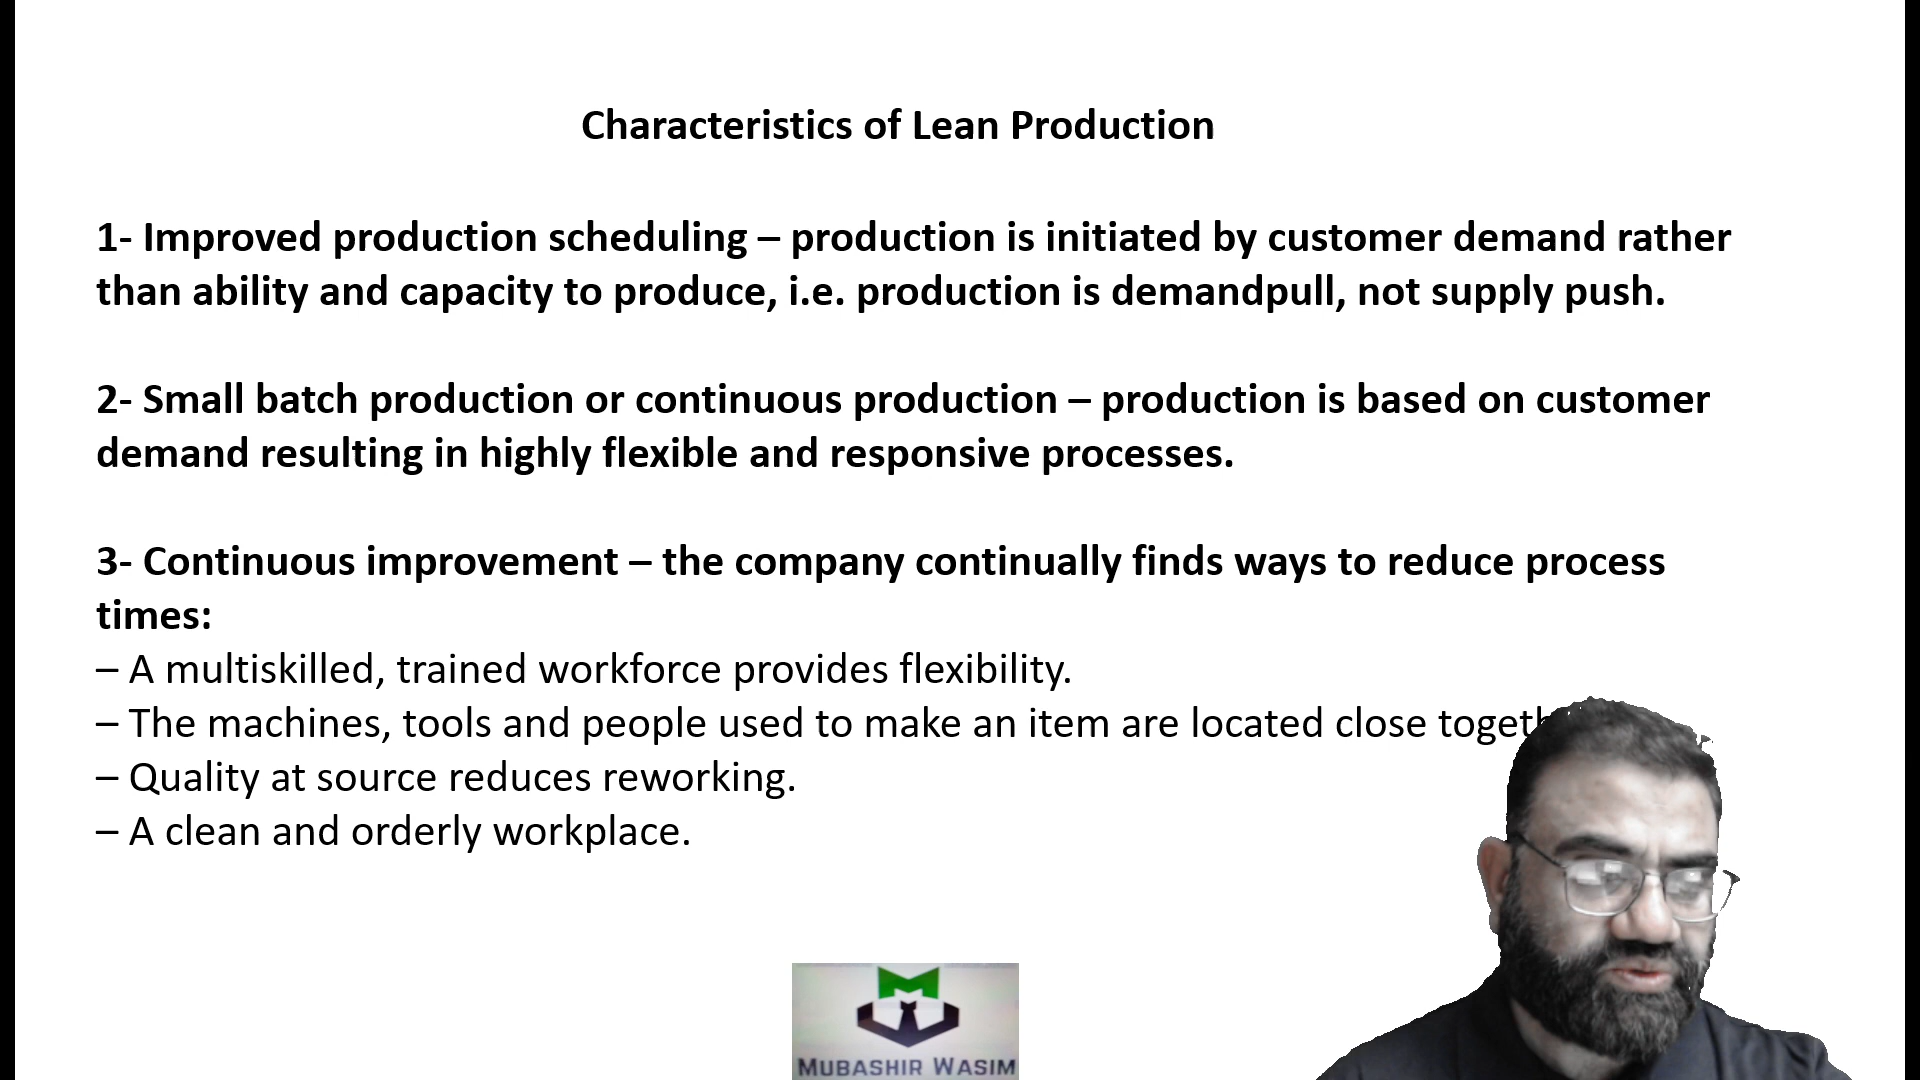 Characteristics of Lean Production
1- Improved production scheduling – production is initiated by customer demand rather
than ability and capacity to produce, i.e. production is demandpull, not supply push.
2- Small batch production or continuous production – production is based on customer
demand resulting in highly flexible and responsive processes.
3- Continuous improvement – the company continually finds ways to reduce process
times:
– A multiskilled, trained workforce provides flexibility.
– The machines, tools and people used to make an item are located close
– Quality at source reduces reworking.
– A clean and orderly workplace.
MUBASHIR WASIM